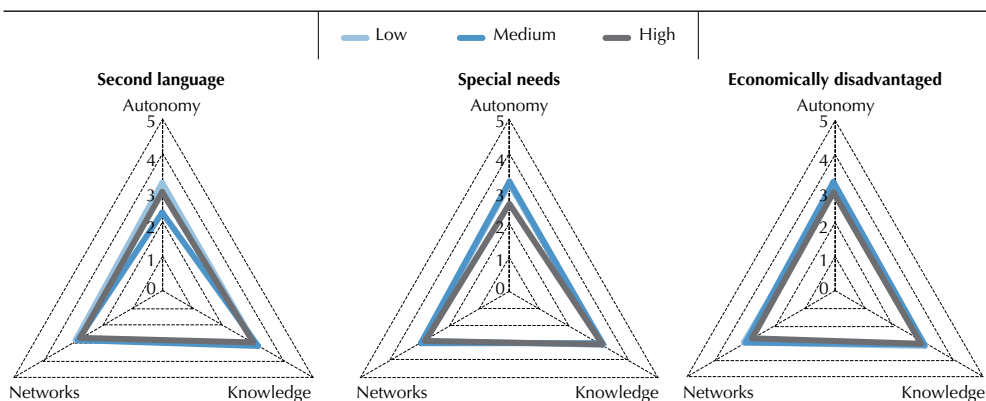 Low Medium High
Second language
Autonomy
5
4
3
2
1
0
Networks Knowledge
Special needs
Autonomy
5
4
3
2
1
0
Networks Knowledge
Economically disadvantaged
Autonomy
5
4
3
2
1
0
Networks Knowledge